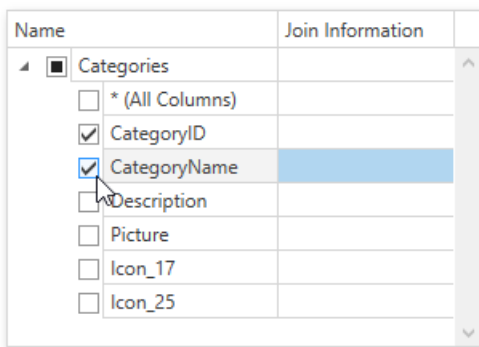 Name Join Information
Categories
* (All Columns)
CategoryID
CategoryName
Description
Picture
Icon_17
Icon_25